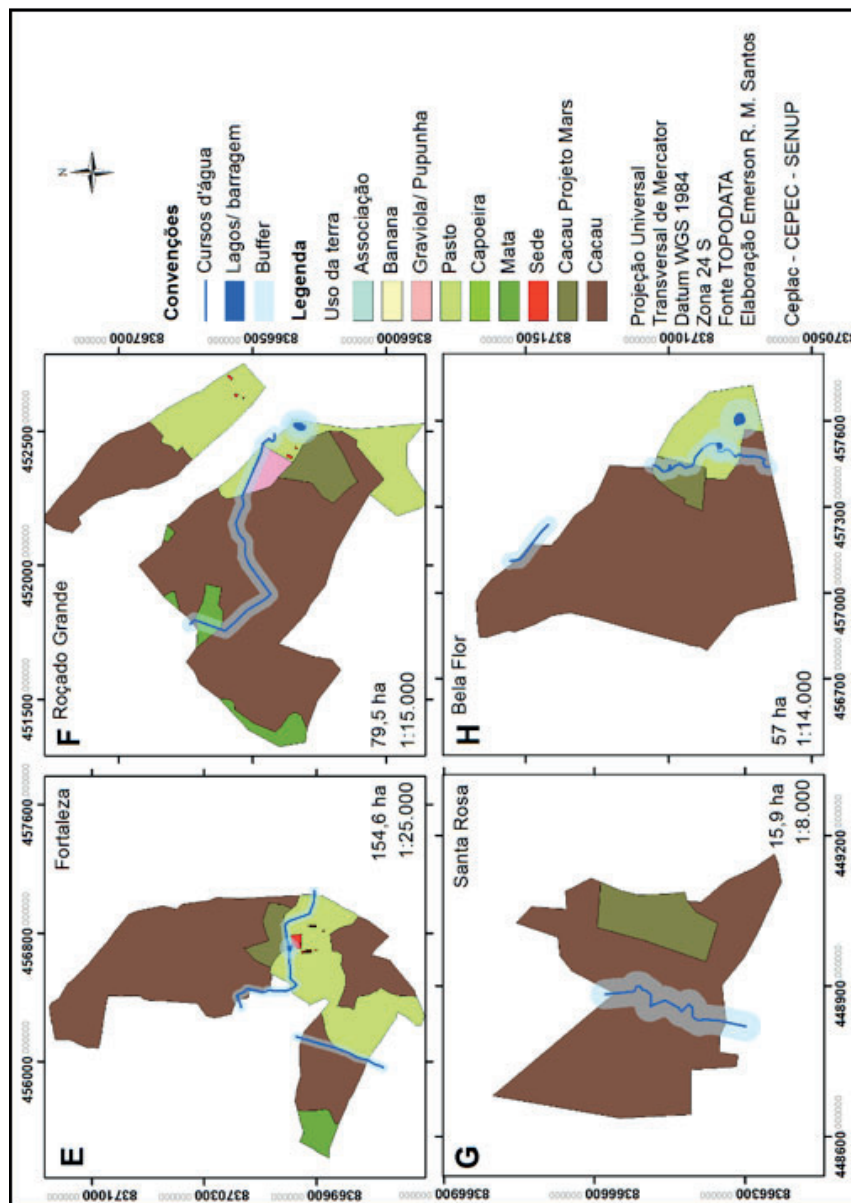 456000
456800
457600
451500
452000
452500
8371000
8370300
8369600
E
Fortaleza
154,6 ha
1:25.000
F
Roçado Grande
79,5 ha
1:15.000
8367000
8366500
8366000
8366900
8366600
8366300
G
Santa Rosa
15,9 ha
1:8.000
H
Bela Flor
57 ha
1:14.000
8371500
8371000
8370500
448600
448900
449200
456700
457000
457300
457600
N
Convenções
Cursos d'água
Lagos/ barragem
Buffer
Legenda
Uso da terra
Associação
Banana
Graviola/ Pupunha
Pasto
Capoeira
Mata
Sede
Cacau Projeto Mars
Cacau
Projeção Universal
Transversal de Mercator
Datum WGS 1984
Zona 24 S
Fonte TOPODATA
Elaboração Emerson R. M. Santos
Ceplac - CEPEC - SENUP